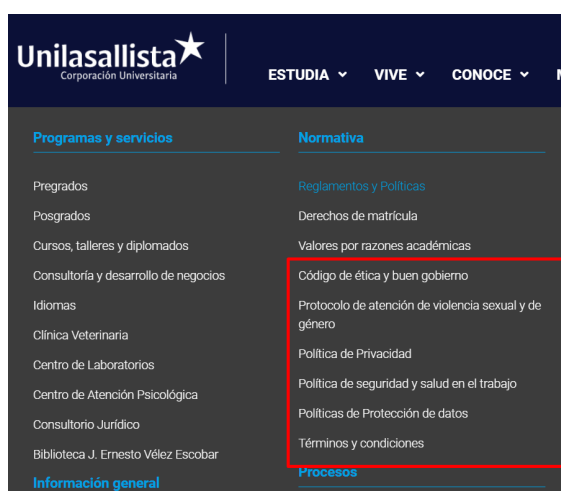 Unilasallista
Corporación Universitaria
ESTUDIA
VIVE
CONOCE
Programas y servicios
Pregrados
Posgrados
Cursos, talleres y diplomados
Consultoría y desarrollo de negocios
Idiomas
Clínica Veterinaria
Centro de Laboratorios
Centro de Atención Psicológica
Consultorio Jurídico
Biblioteca J. Ernesto Vélez Escobar
Información general
Normativa
Reglamentos y Políticas
Derechos de matrícula
Valores por razones académicas
Código de ética y buen gobierno
Protocolo de atención de violencia sexual y de
género
Política de Privacidad
Política de seguridad y salud en el trabajo
Políticas de Protección de datos
Términos y condiciones
Procesos